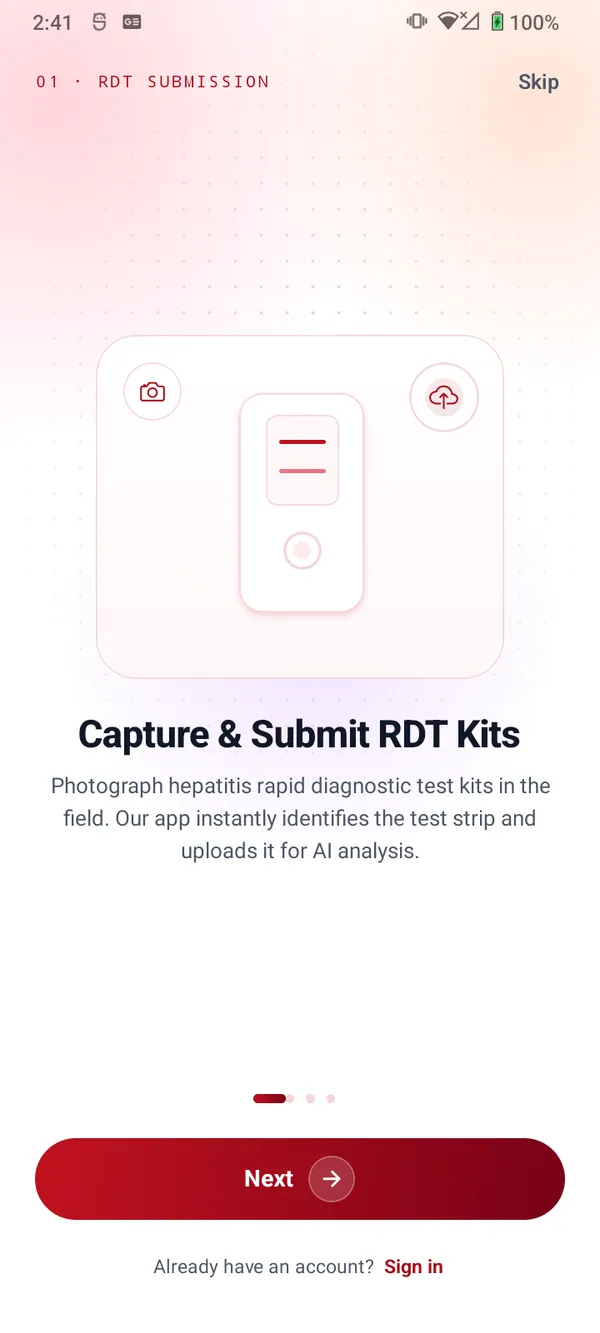 2:41
GE
100%
01 · RDT SUBMISSION
Skip
Capture & Submit RDT Kits
Photograph hepatitis rapid diagnostic test kits in the
field. Our app instantly identifies the test strip and
uploads it for AI analysis.
Next
Already have an account? Sign in